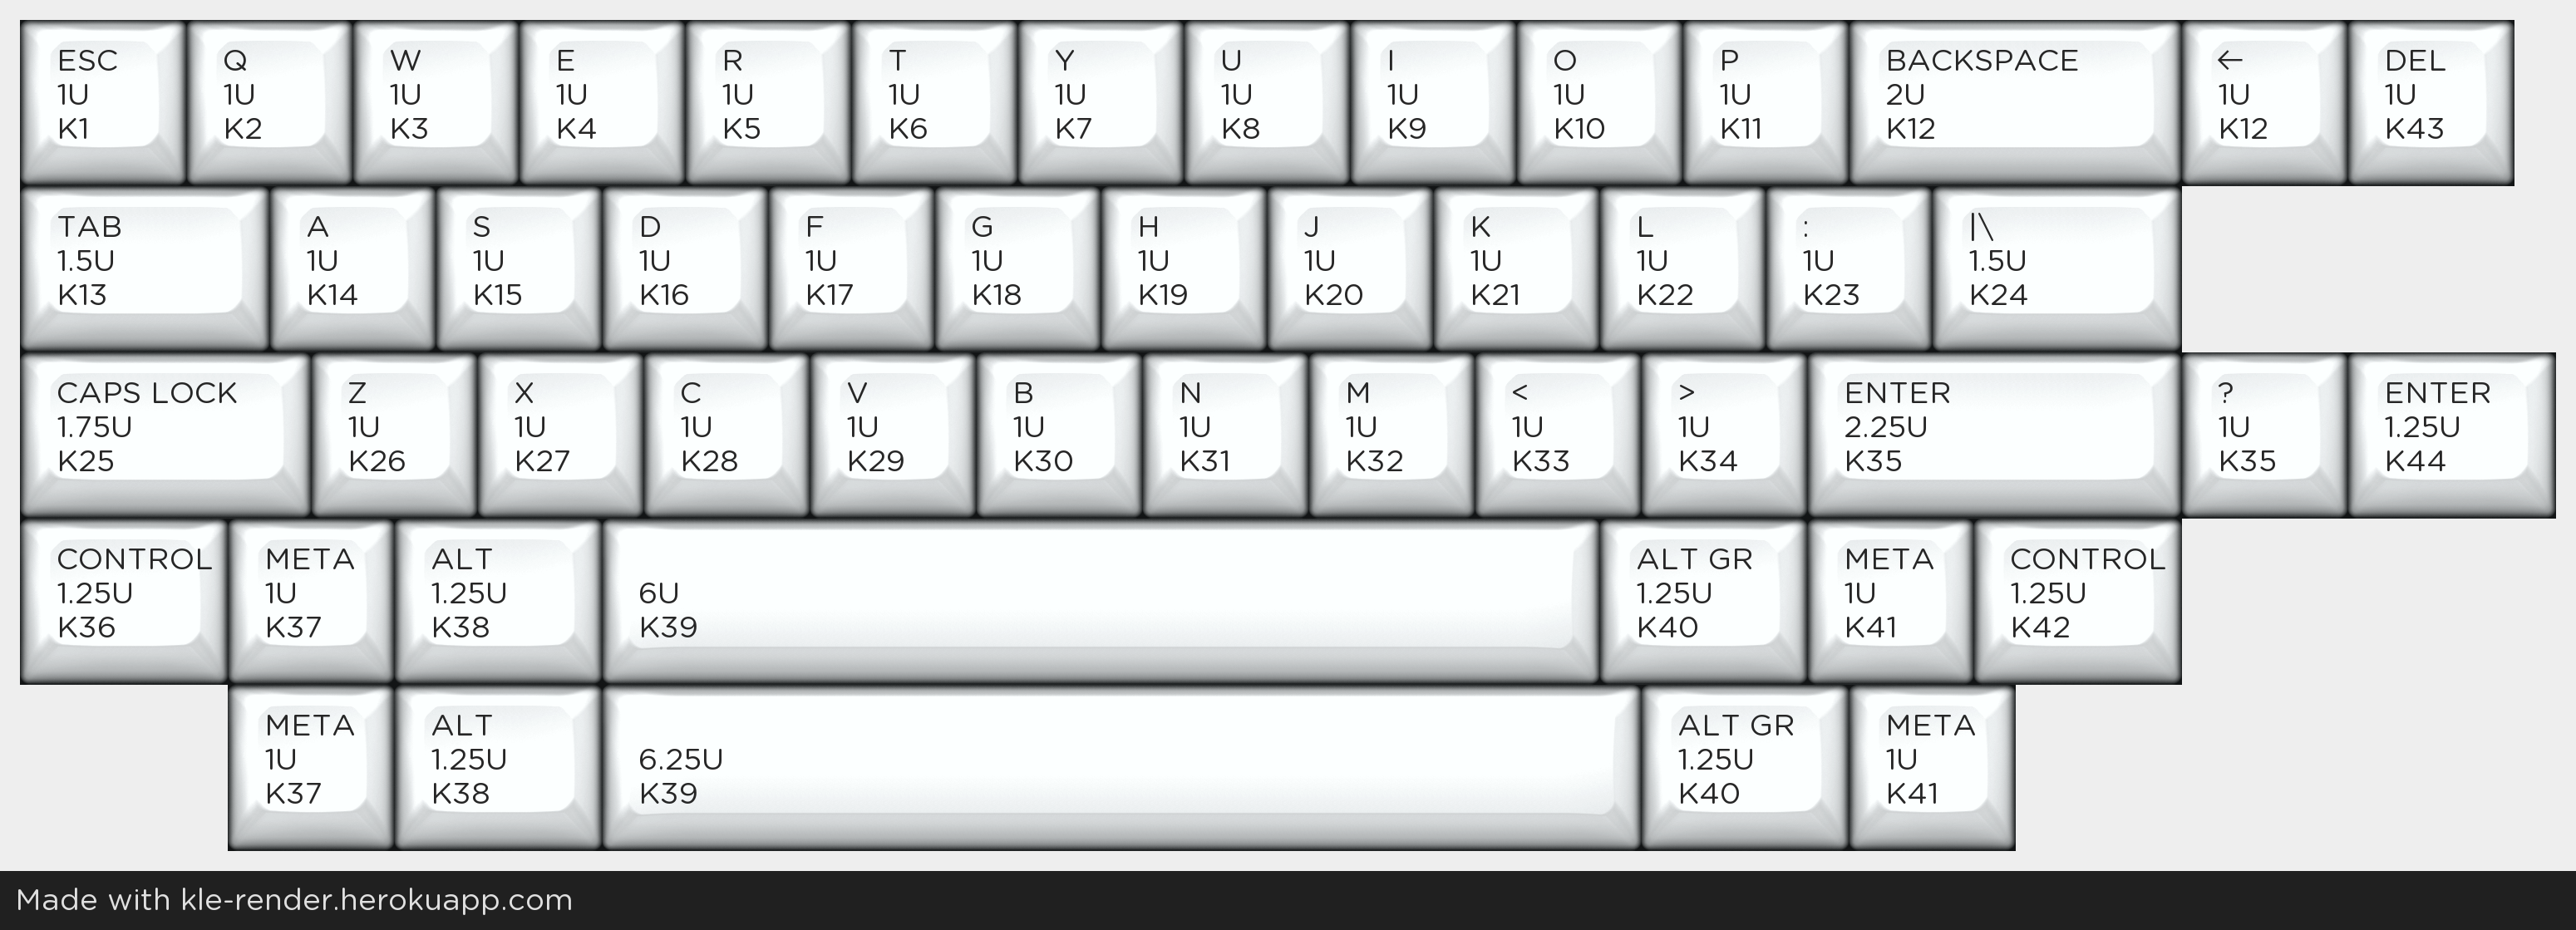 ESC Q W E R T Y U I O P BACKSPACE ← DEL
1U 1U 1U 1U 1U 1U 1U 1U 1U 1U 1U 2U 1U 1U
K1 K2 K3 K4 K5 K6 K7 K8 K9 K10 K11 K12 K12 K43
TAB A S D F G H J K L : |\
1.5U 1U 1U 1U 1U 1U 1U 1U 1U 1U 1U 1.5U
K13 K14 K15 K16 K17 K18 K19 K20 K21 K22 K23 K24
CAPS LOCK Z X C V B N M < > ENTER ? ENTER
1.75U 1U 1U 1U 1U 1U 1U 1U 1U 1U 2.25U 1U 1.25U
K25 K26 K27 K28 K29 K30 K31 K32 K33 K34 K35 K35 K44
CONTROL META ALT ALT GR META CONTROL
1.25U 1U 1.25U 6U 1.25U 1U 1.25U
K36 K37 K38 K39 K40 K41 K42
META ALT ALT GR META
1U 1.25U 6.25U 1.25U 1U
K37 K38 K39 K40 K41
Made with kle-render.herokuapp.com